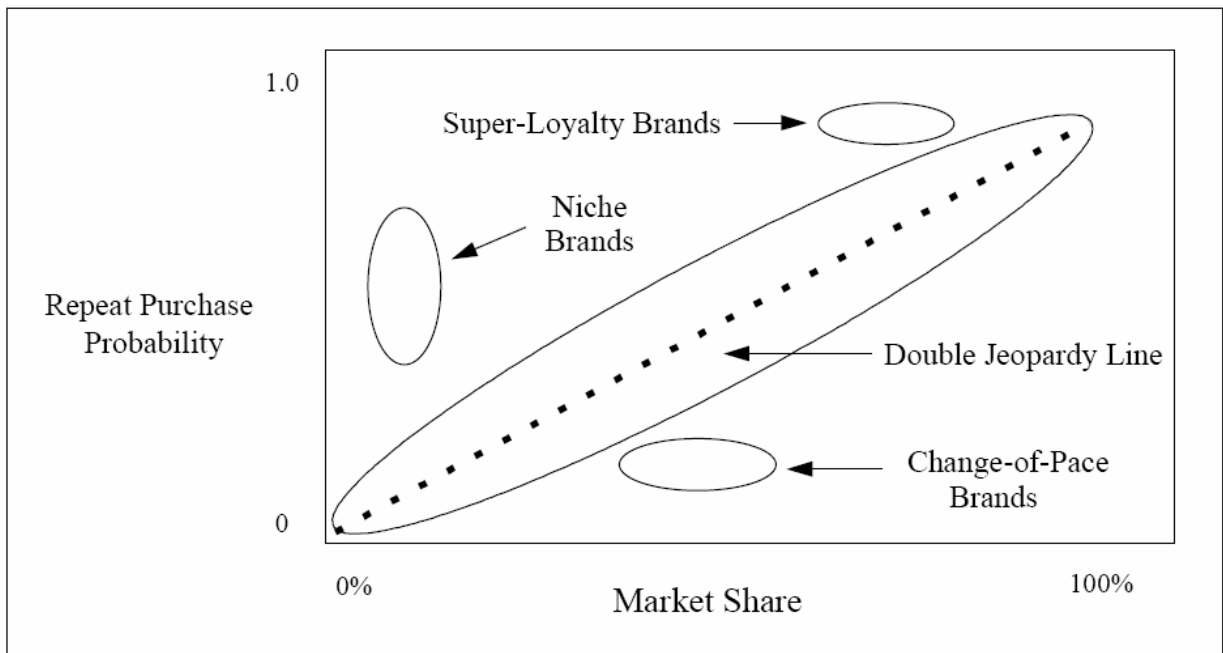 1.0
Super-Loyalty Brands
Niche
Brands
Repeat Purchase
Probability
Double Jeopardy Line
Change-of-Pace
Brands
0
0%
Market Share
100%